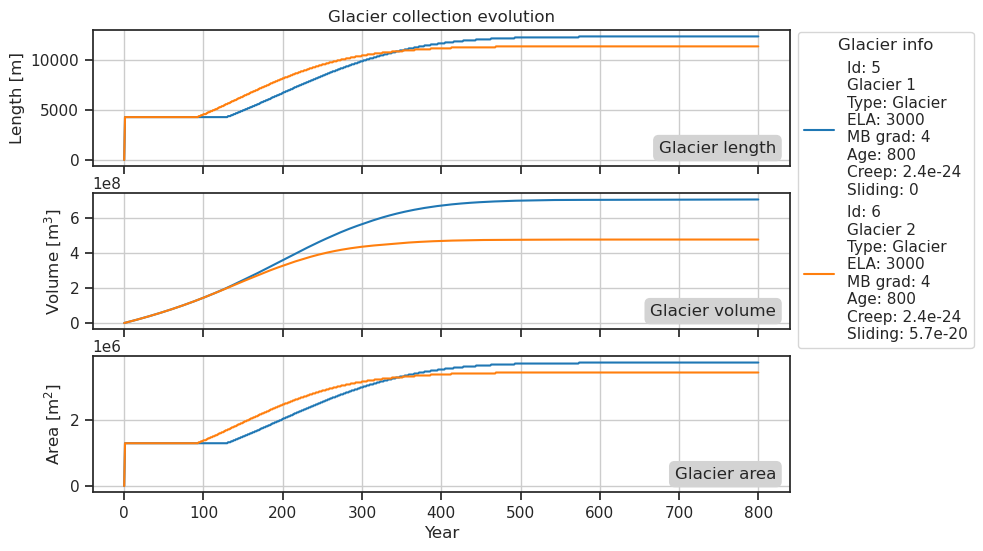 Glacier collection evolution
Length [m]
10000
5000
0
Glacier length
1e8
Volume [m³]
6
4
2
0
Glacier volume
1e6
Area [m²]
2
0
Glacier area
0 100 200 300 400 500 600 700 800
Year
Glacier info
Id: 5
Glacier 1
Type: Glacier
ELA: 3000
MB grad: 4
Age: 800
Creep: 2.4e-24
Sliding: 0
Id: 6
Glacier 2
Type: Glacier
ELA: 3000
MB grad: 4
Age: 800
Creep: 2.4e-24
Sliding: 5.7e-20